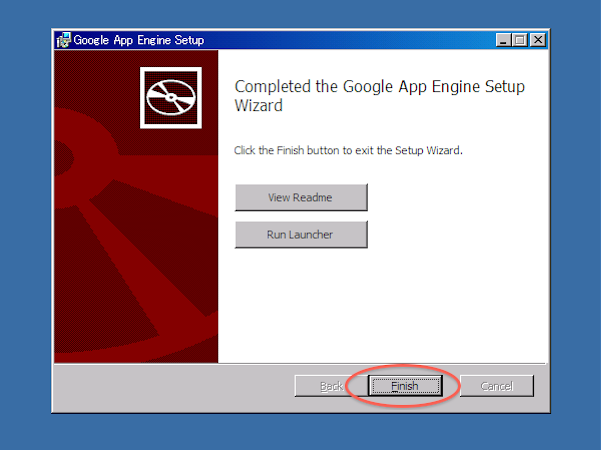 Google App Engine Setup
Completed the Google App Engine Setup
Wizard
Click the Finish button to exit the Setup Wizard.
View Readme
Run Launcher
Back
Finish
Cancel